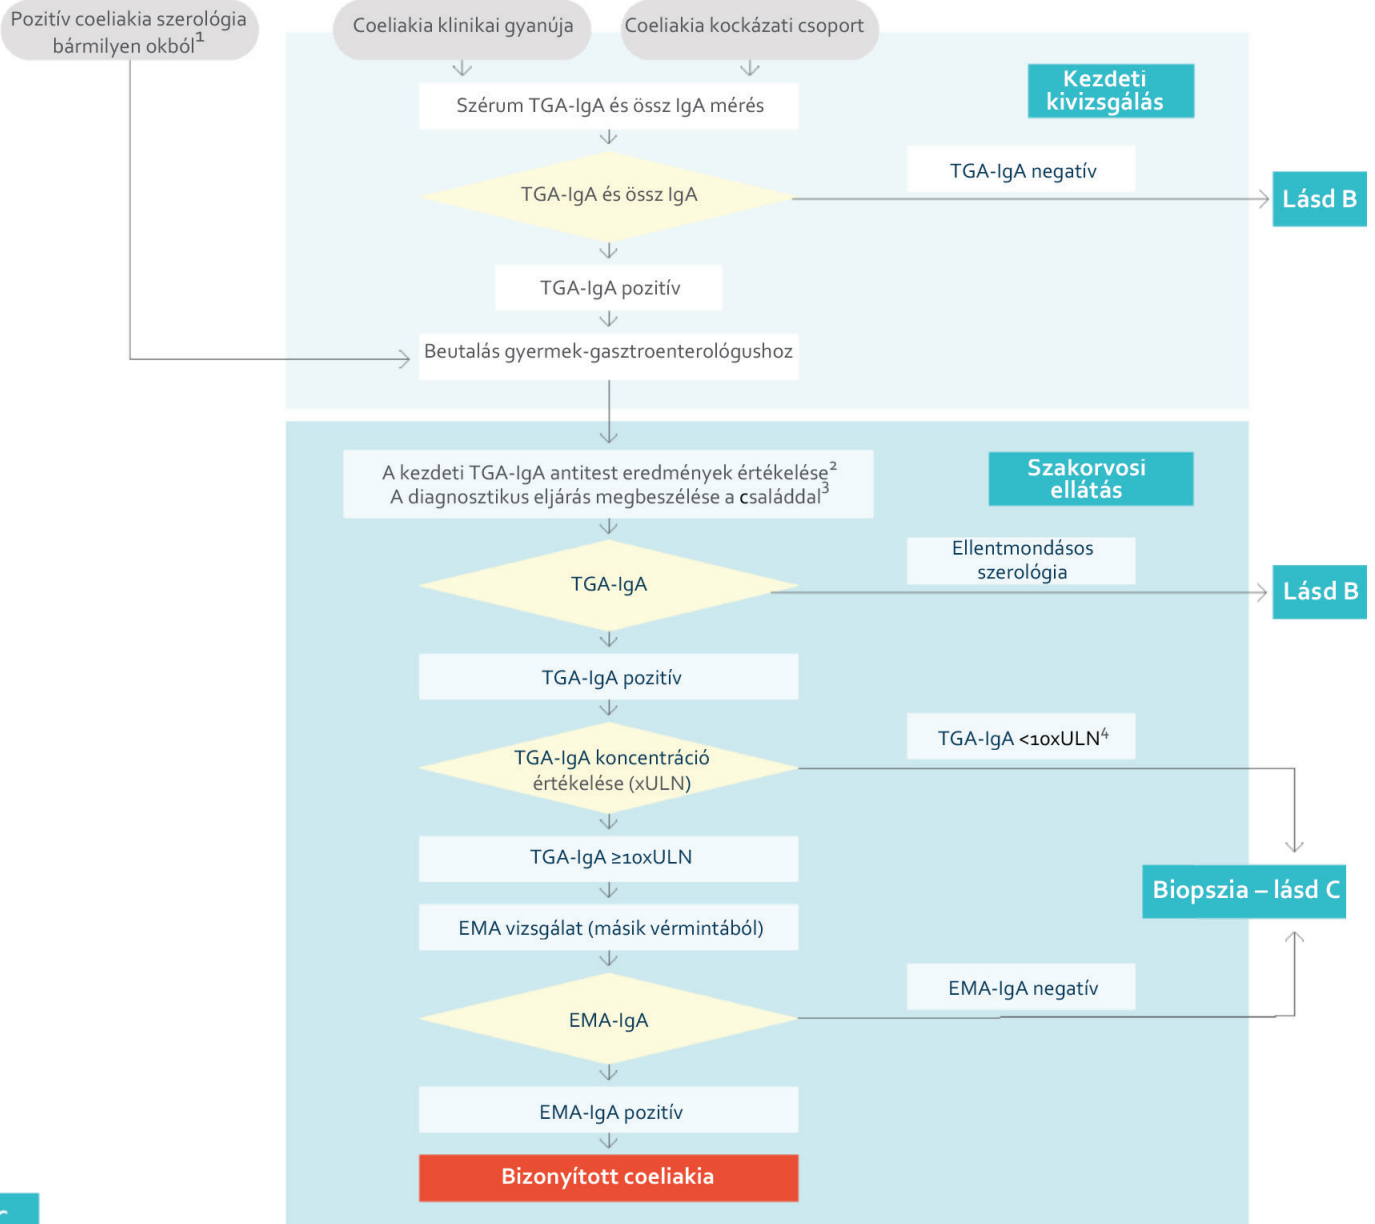 Pozitív coeliakia szerológia
bármilyen okból¹
Coeliakia klinikai gyanúja
Coeliakia kockázati csoport
Kezdeti
kivizsgálás
Szérum TGA-IgA és össz IgA mérés
TGA-IgA és össz IgA
TGA-IgA negatív
Lásd B
TGA-IgA pozitív
Beutalás gyermek-gasztroenterológushoz
Szakorvosi
ellátás
A kezdeti TGA-IgA antitest eredmények értékelése²
A diagnosztikus eljárás megbeszélése a családdal³
Ellentmondásos
szerológia
TGA-IgA
Lásd B
TGA-IgA pozitív
TGA-IgA <10xULN⁴
TGA-IgA koncentráció
értékelése (xULN)
TGA-IgA ≥10xULN
Biopszia – lásd C
EMA vizsgálat (másik vérmintából)
EMA-IgA negatív
EMA-IgA
EMA-IgA pozitív
Bizonyított coeliakia